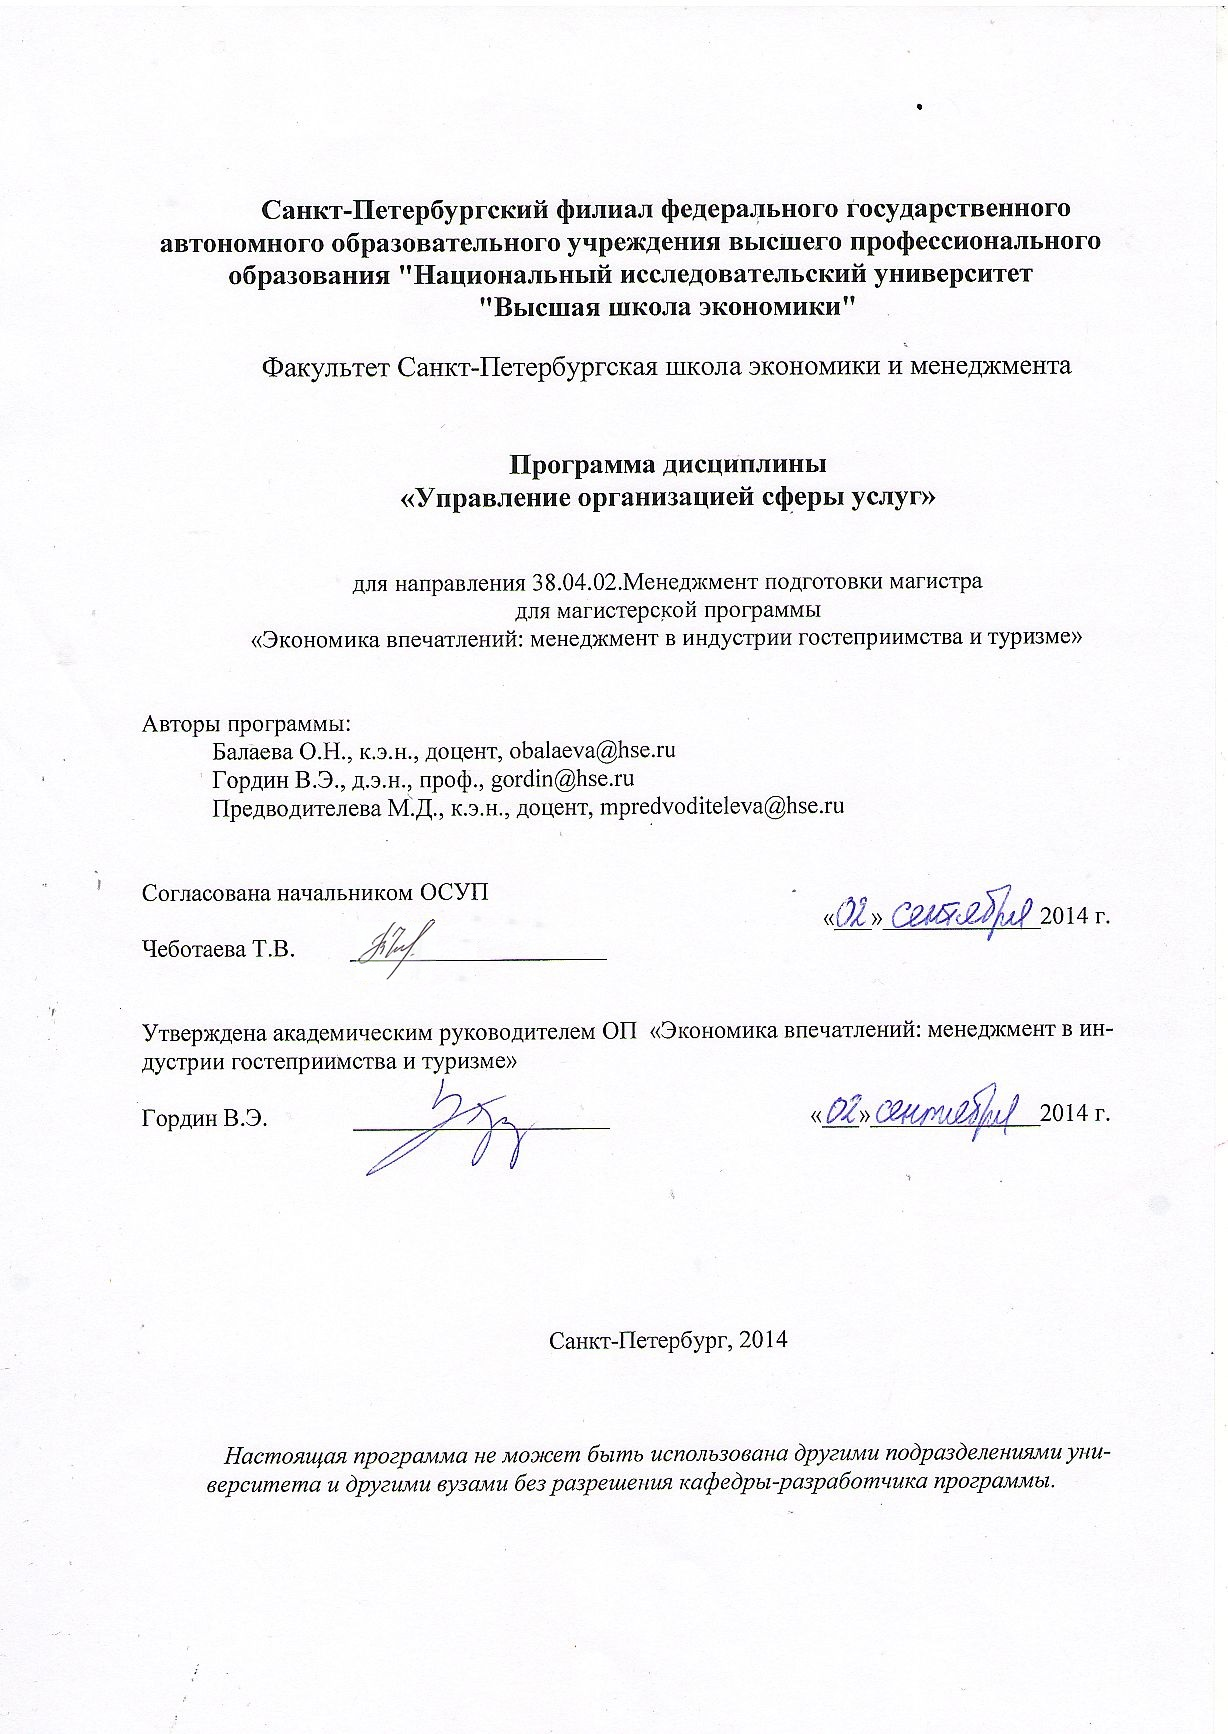 Санкт-Петербургский филиал федерального государственного
автономного образовательного учреждения высшего профессионального
образования "Национальный исследовательский университет
"Высшая школа экономики"
Факультет Санкт-Петербургская школа экономики и менеджмента
Программа дисциплины
«Управление организацией сферы услуг»
для направления 38.04.02.Менеджмент подготовки магистра
для магистерской программы
«Экономика впечатлений: менеджмент в индустрии гостеприимства и туризме»
Авторы программы:
Балаева О.Н., к.э.н., доцент, obalaeva@hse.ru
Гордин В.Э., д.э.н., проф., gordin@hse.ru
Предводителева М.Д., к.э.н., доцент, mpredvoditeleva@hse.ru
Согласована начальником ОСУП
«02» сентября 2014 г.
Чеботаева Т.В.
Утверждена академическим руководителем ОП «Экономика впечатлений: менеджмент в ин-
дустрии гостеприимства и туризме»
Гордин В.Э. «02» сентября 2014 г.
Санкт-Петербург, 2014
Настоящая программа не может быть использована другими подразделениями уни-
верситета и другими вузами без разрешения кафедры-разработчика программы.